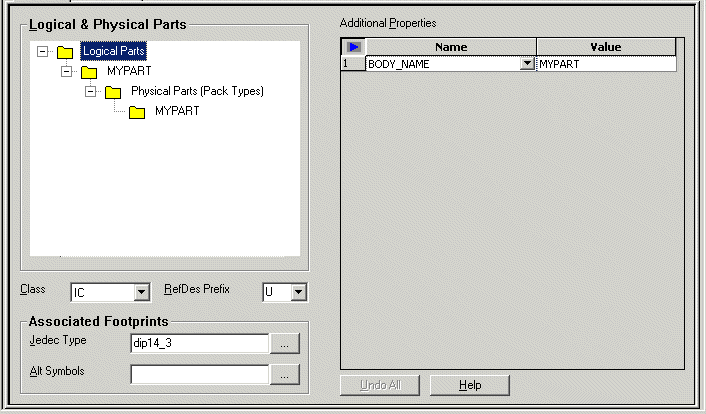 Logical & Physical Parts
Logical Parts
MYPART
Physical Parts (Pack Types)
MYPART
Class
IC
RefDes Prefix
U
Associated Footprints
Jedec Type
dip14_3
...
Alt Symbols
...
Additional Properties
Name Value
1 BODY_NAME MYPART
Undo All
Help